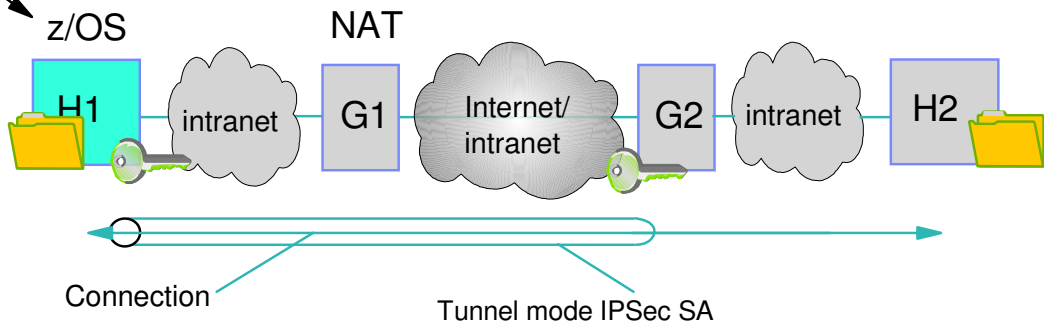 z/OS
NAT
H1
intranet
G1
Internet/
intranet
G2
intranet
H2
Connection
Tunnel mode IPSec SA